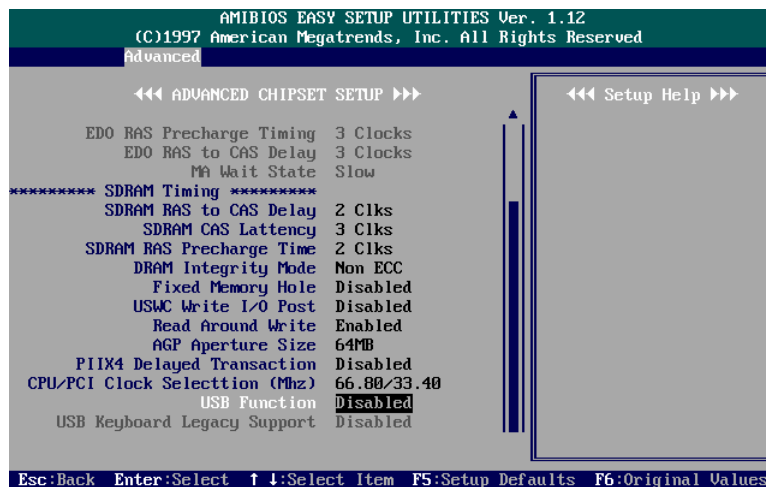 AMIBIOS EASY SETUP UTILITIES Ver. 1.12
(C)1997 American Megatrends, Inc. All Rights Reserved
Advanced
ADVANCED CHIPSET SETUP
Setup Help
EDO RAS Precharge Timing 3 Clocks
EDO RAS to CAS Delay 3 Clocks
MA Wait State Slow
********* SDRAM Timing *********
SDRAM RAS to CAS Delay 2 Clks
SDRAM CAS Lattency 3 Clks
SDRAM RAS Precharge Time 2 Clks
DRAM Integrity Mode Non ECC
Fixed Memory Hole Disabled
USWC Write I/O Post Disabled
Read Around Write Enabled
AGP Aperture Size 64MB
PIIX4 Delayed Transaction Disabled
CPU/PCI Clock Selecttion (Mhz) 66.80/33.40
USB Function Disabled
USB Keyboard Legacy Support Disabled
Esc:Back Enter:Select ↑ ↓:Select Item F5:Setup Defaults F6:Original Values